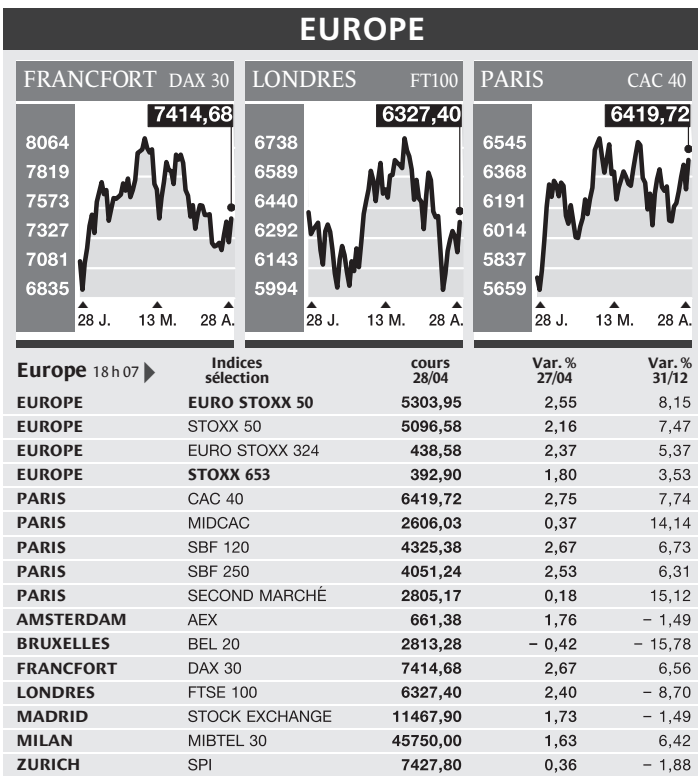 EUROPE
FRANCFORT DAX 30
7414,68
8064
7819
7573
7327
7081
6835
28 J. 13 M. 28 A.
LONDRES FT100
6327,40
6738
6589
6440
6292
6143
5994
28 J. 13 M. 28 A.
PARIS CAC 40
6419,72
6545
6368
6191
6014
5837
5659
28 J. 13 M. 28 A.
Europe 18 h 07 Indices sélection cours 28/04 Var. % 27/04 Var. % 31/12
EUROPE EURO STOXX 50 5303,95 2,55 8,15
EUROPE STOXX 50 5096,58 2,16 7,47
EUROPE EURO STOXX 324 438,58 2,37 5,37
EUROPE STOXX 653 392,90 1,80 3,53
PARIS CAC 40 6419,72 2,75 7,74
PARIS MIDCAC 2606,03 0,37 14,14
PARIS SBF 120 4325,38 2,67 6,73
PARIS SBF 250 4051,24 2,53 6,31
PARIS SECOND MARCHÉ 2805,17 0,18 15,12
AMSTERDAM AEX 661,38 1,76 – 1,49
BRUXELLES BEL 20 2813,28 – 0,42 – 15,78
FRANCFORT DAX 30 7414,68 2,67 6,56
LONDRES FTSE 100 6327,40 2,40 – 8,70
MADRID STOCK EXCHANGE 11467,90 1,73 – 1,49
MILAN MIBTEL 30 45750,00 1,63 6,42
ZURICH SPI 7427,80 0,36 – 1,88